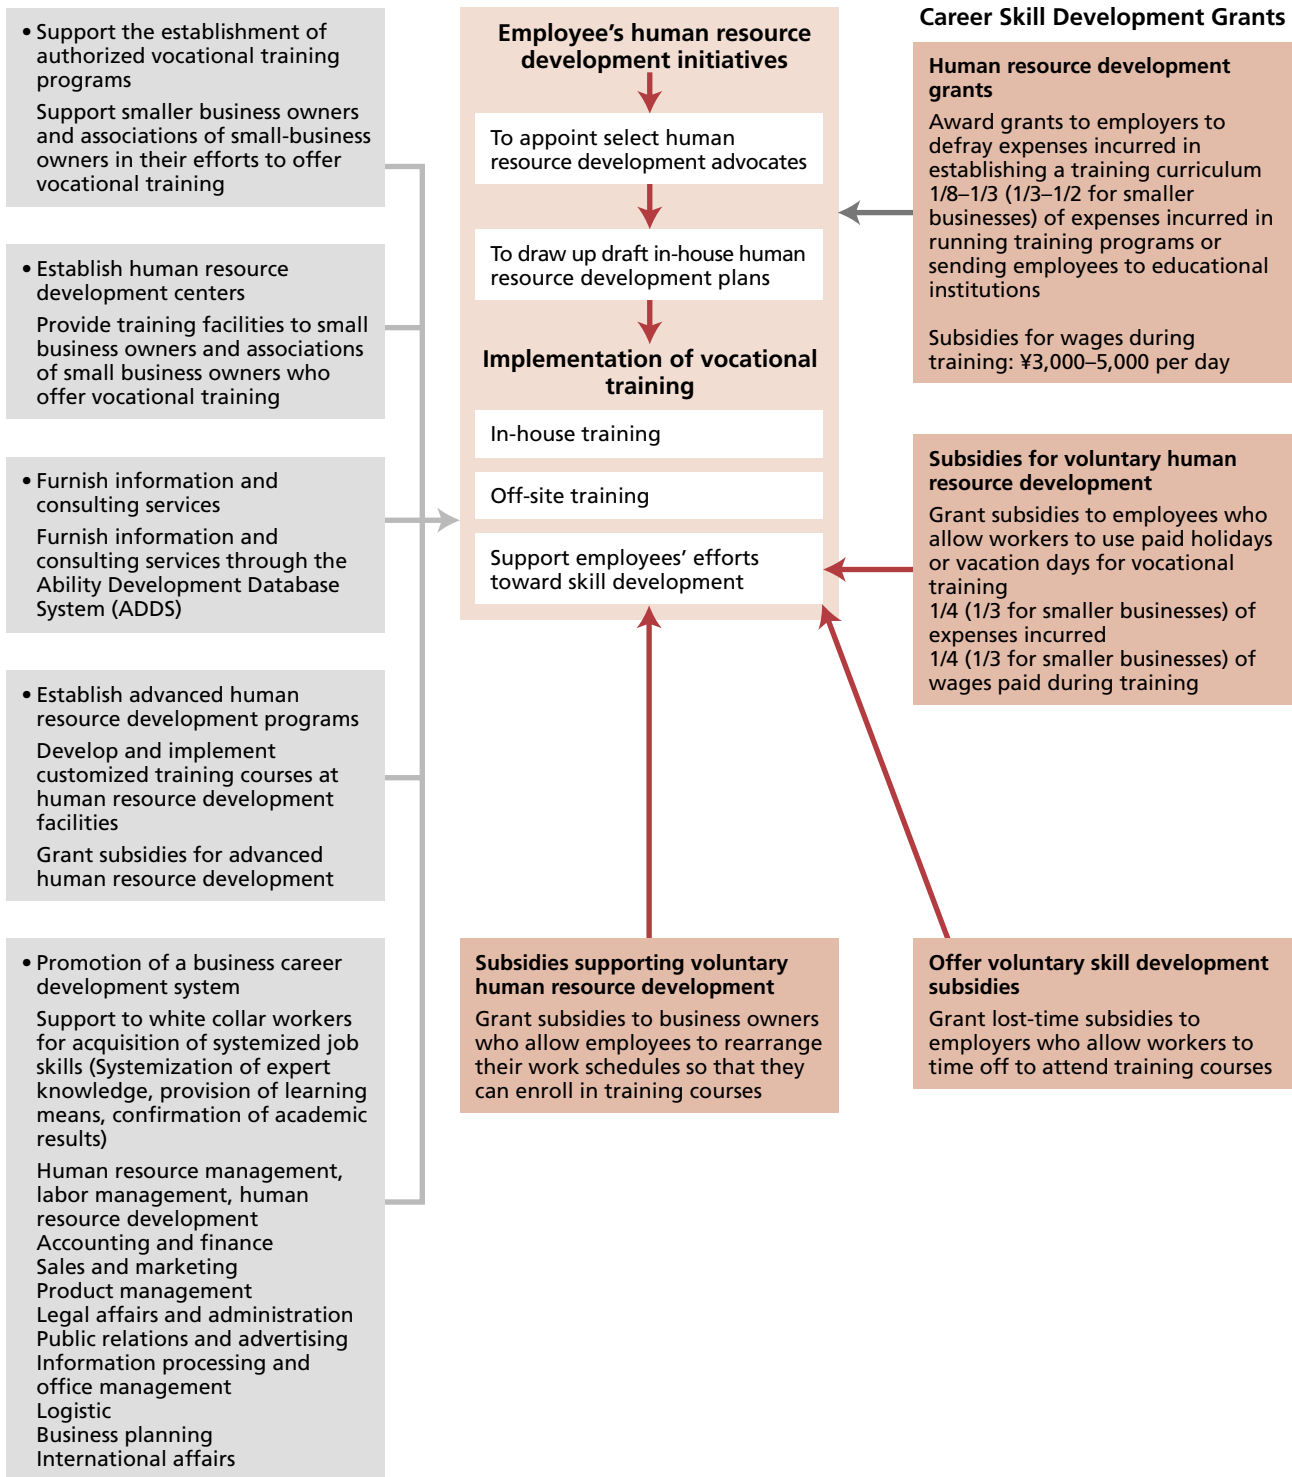 • Support the establishment of
authorized vocational training
programs
Support smaller business owners
and associations of small-business
owners in their efforts to offer
vocational training
• Establish human resource
development centers
Provide training facilities to small
business owners and associations
of small business owners who
offer vocational training
• Furnish information and
consulting services
Furnish information and
consulting services through the
Ability Development Database
System (ADDS)
• Establish advanced human
resource development programs
Develop and implement
customized training courses at
human resource development
facilities
Grant subsidies for advanced
human resource development
• Promotion of a business career
development system
Support to white collar workers
for acquisition of systemized job
skills (Systemization of expert
knowledge, provision of learning
means, confirmation of academic
results)
Human resource management,
labor management, human
resource development
Accounting and finance
Sales and marketing
Product management
Legal affairs and administration
Public relations and advertising
Information processing and
office management
Logistic
Business planning
International affairs
Employee’s human resource
development initiatives
To appoint select human
resource development advocates
To draw up draft in-house human
resource development plans
Implementation of vocational
training
In-house training
Off-site training
Support employees’ efforts
toward skill development
Subsidies supporting voluntary
human resource development
Grant subsidies to business owners
who allow employees to rearrange
their work schedules so that they
can enroll in training courses
Career Skill Development Grants
Human resource development
grants
Award grants to employers to
defray expenses incurred in
establishing a training curriculum
1/8–1/3 (1/3–1/2 for smaller
businesses) of expenses incurred in
running training programs or
sending employees to educational
institutions
Subsidies for wages during
training: ¥3,000–5,000 per day
Subsidies for voluntary human
resource development
Grant subsidies to employees who
allow workers to use paid holidays
or vacation days for vocational
training
1/4 (1/3 for smaller businesses) of
expenses incurred
1/4 (1/3 for smaller businesses) of
wages paid during training
Offer voluntary skill development
subsidies
Grant lost-time subsidies to
employers who allow workers to
time off to attend training courses